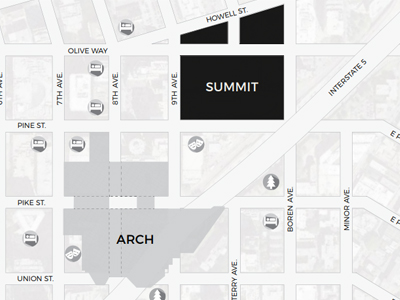 HOWELL ST.
OLIVE WAY
6TH AVE.
7TH AVE.
8TH AVE.
9TH AVE.
SUMMIT
INTERSTATE 5
PINE ST.
E P
PIKE ST.
BOREN AVE.
MINOR AVE.
E P
ARCH
UNION ST.
TERRY AVE.